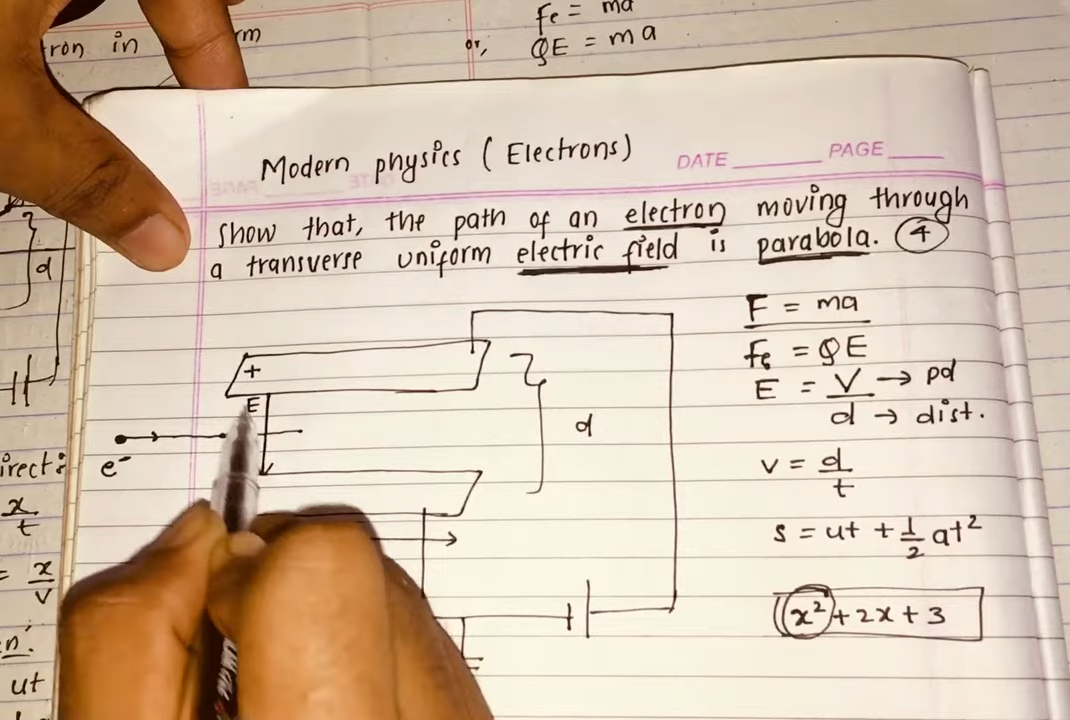 ron in rm
Fe = ma
or, QE = ma
Modern physics ( Electrons)
DATE PAGE
Show that, the path of an electron moving through
a transverse uniform electric field is parabola. 4
d
+
E
e-
d
F = ma
Fe = QE
E = V/d → pd
→ dist.
v = d/t
s = ut + 1/2 at²
x² + 2x + 3
irect
x/t
= x/v
n:
ut